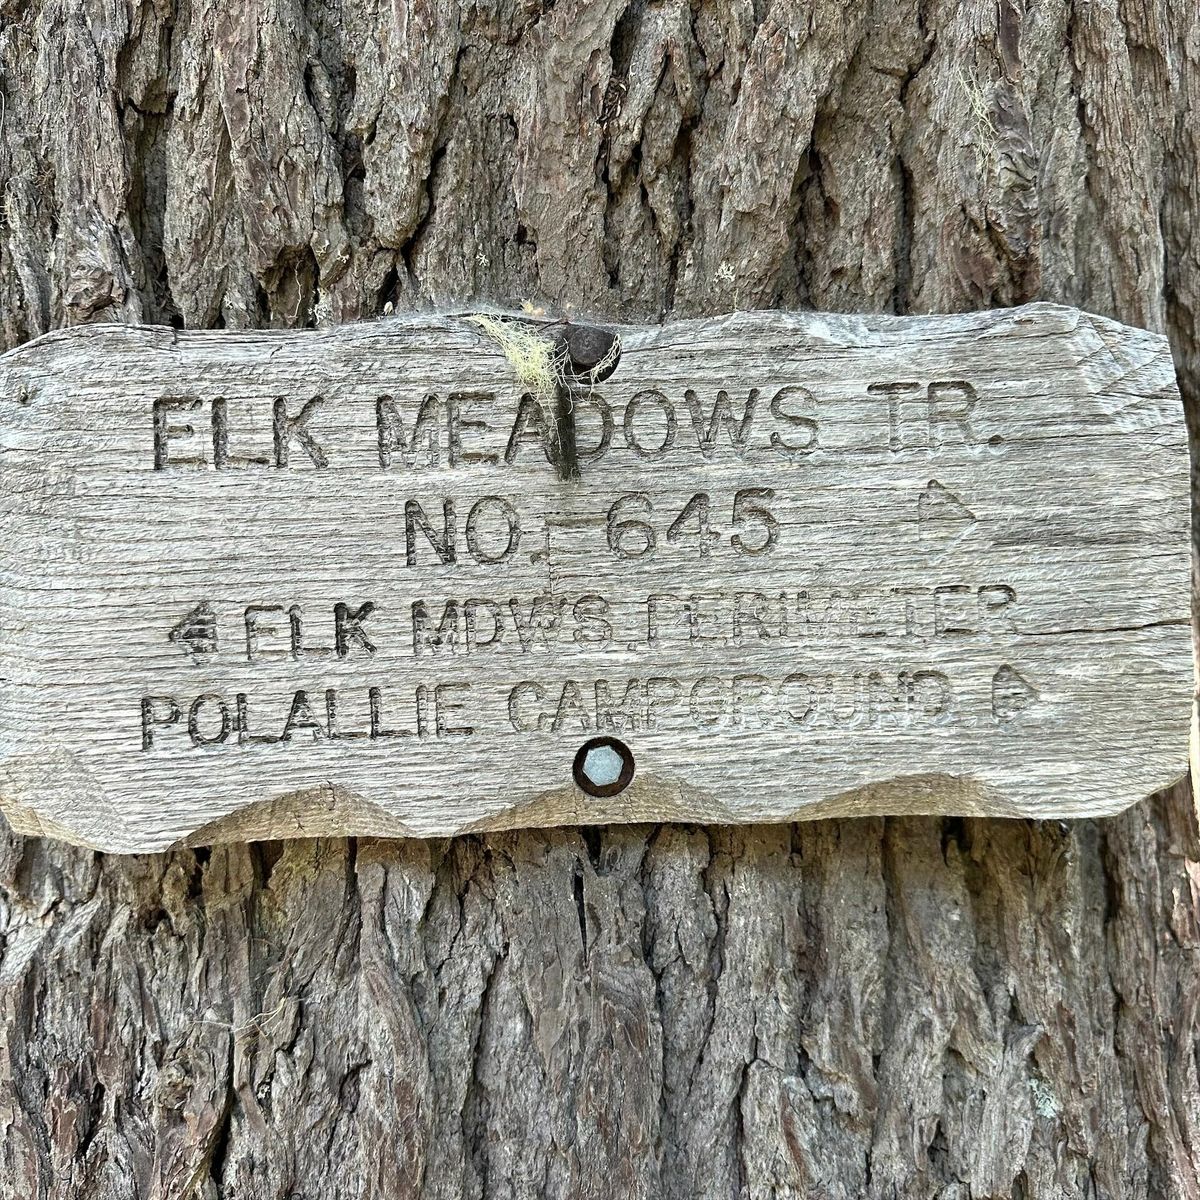 ELK MEADOWS TR.
NO. 645
ELK MDWS. PERIMETER
POLALLIE CAMPGROUND